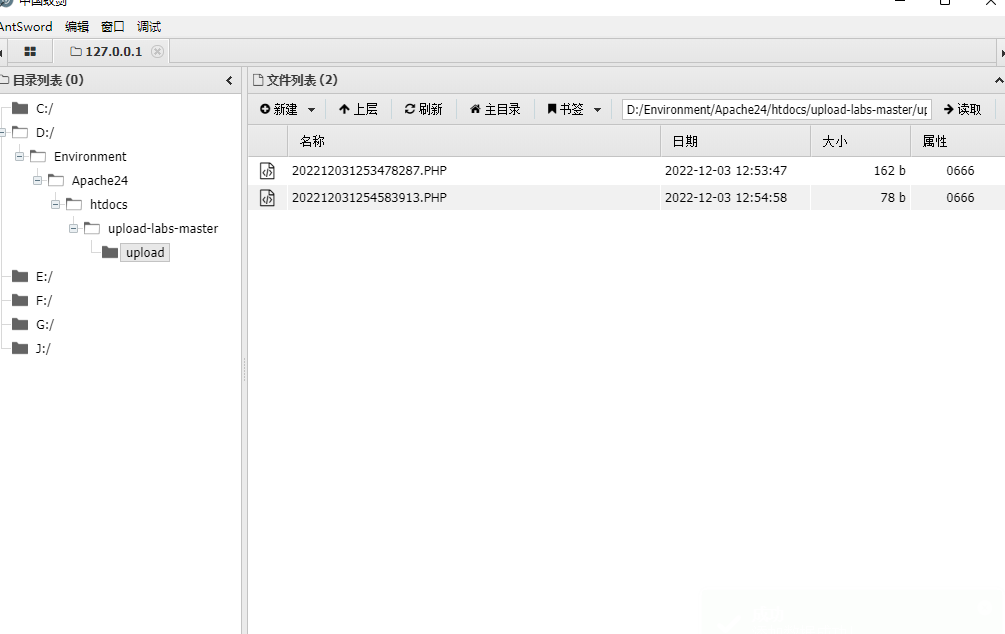 中国蚁剑
AntSword 编辑 窗口 调试
127.0.0.1
目录列表 (0)
C:/
D:/
Environment
Apache24
htdocs
upload-labs-master
upload
E:/
F:/
G:/
J:/
文件列表 (2)
新建 上层 刷新 主目录 书签 D:/Environment/Apache24/htdocs/upload-labs-master/up 读取
名称 日期 大小 属性
202212031253478287.PHP 2022-12-03 12:53:47 162 b 0666
202212031254583913.PHP 2022-12-03 12:54:58 78 b 0666